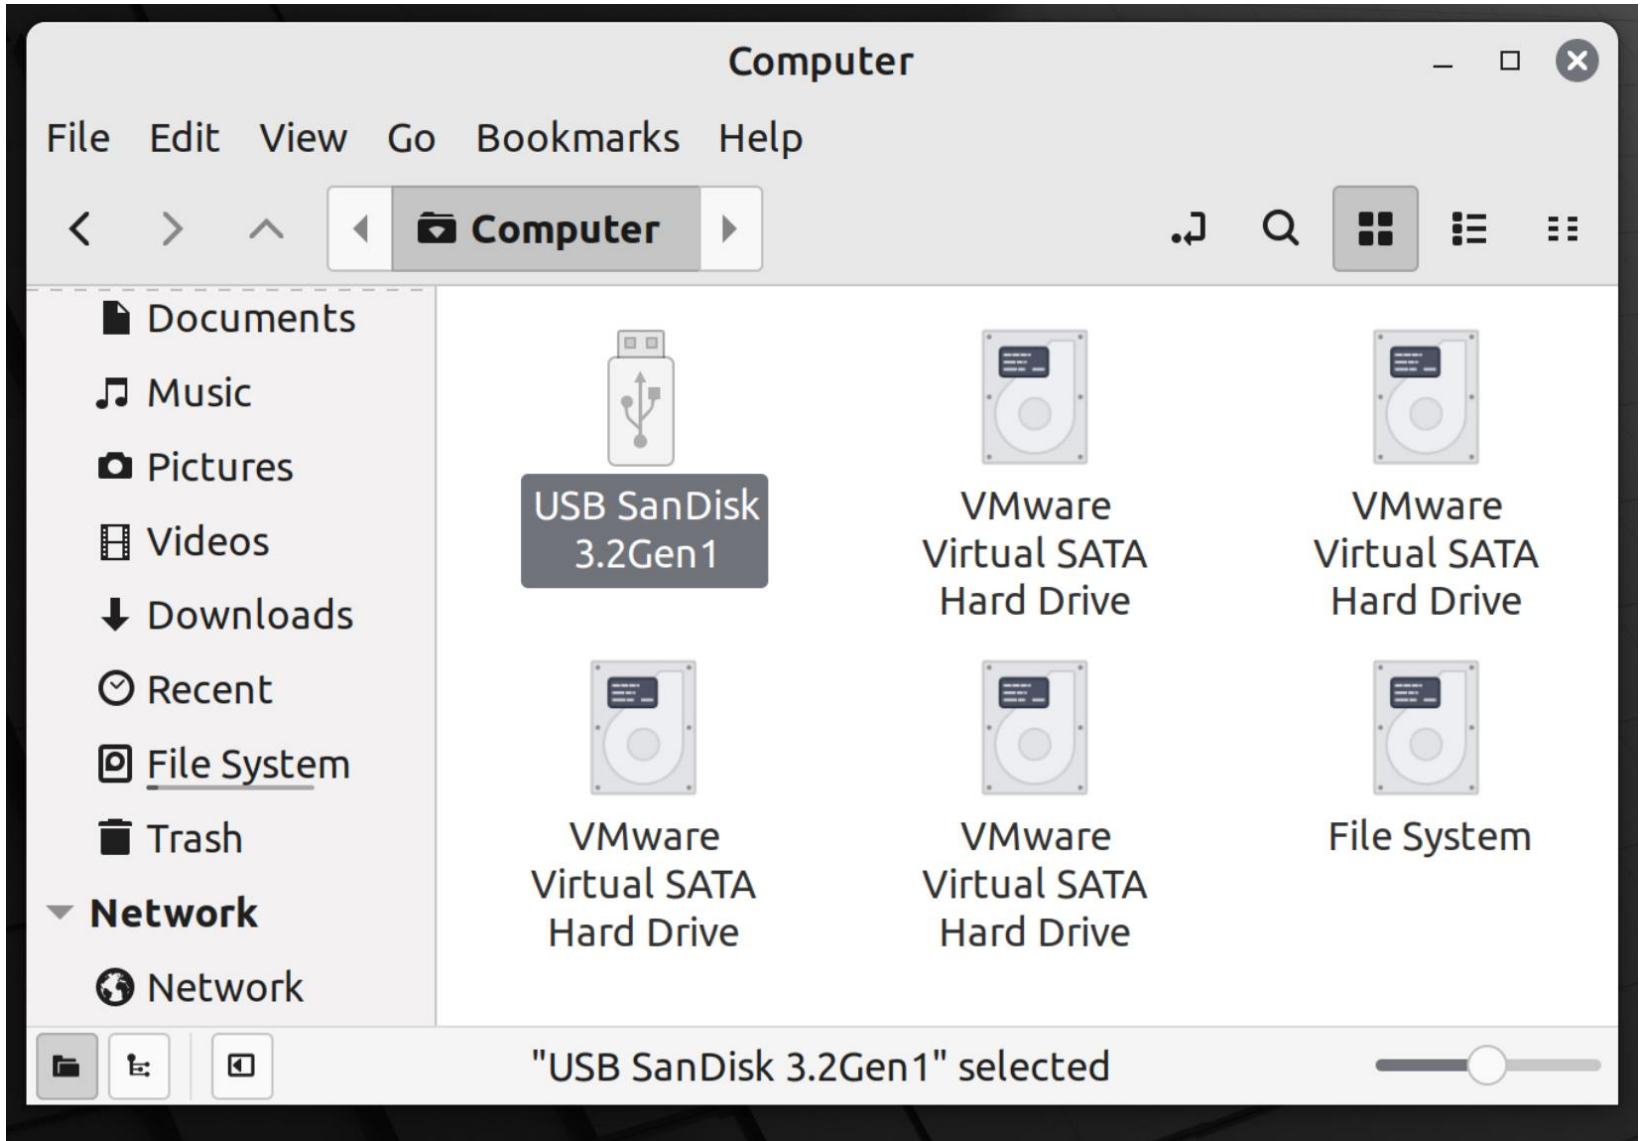 Computer
File Edit View Go Bookmarks Help
Computer
Documents
Music
Pictures
Videos
Downloads
Recent
File System
Trash
Network
Network
USB SanDisk
3.2Gen1
VMware
Virtual SATA
Hard Drive
VMware
Virtual SATA
Hard Drive
VMware
Virtual SATA
Hard Drive
VMware
Virtual SATA
Hard Drive
File System
"USB SanDisk 3.2Gen1" selected